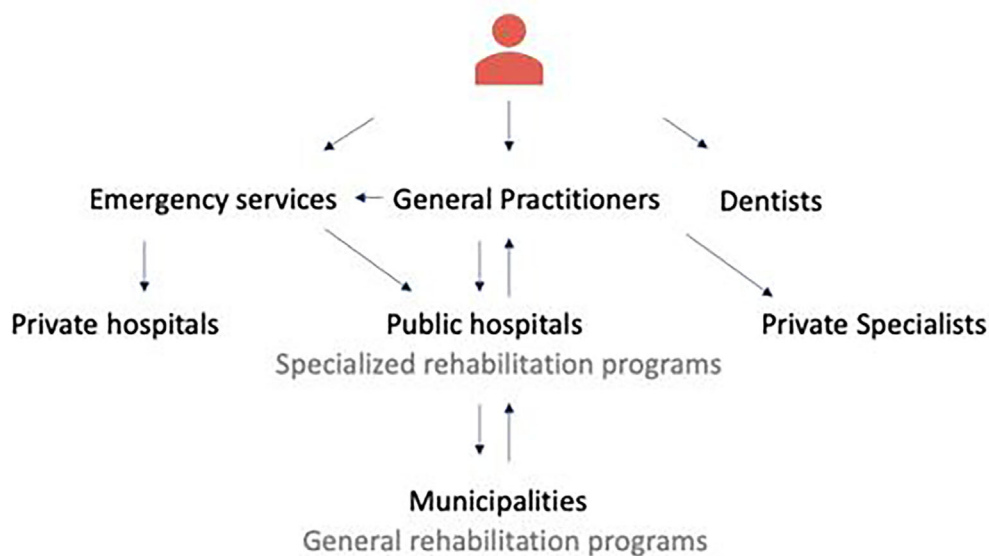 Emergency services
General Practitioners
Dentists
Private hospitals
Public hospitals
Private Specialists
Specialized rehabilitation programs
Municipalities
General rehabilitation programs